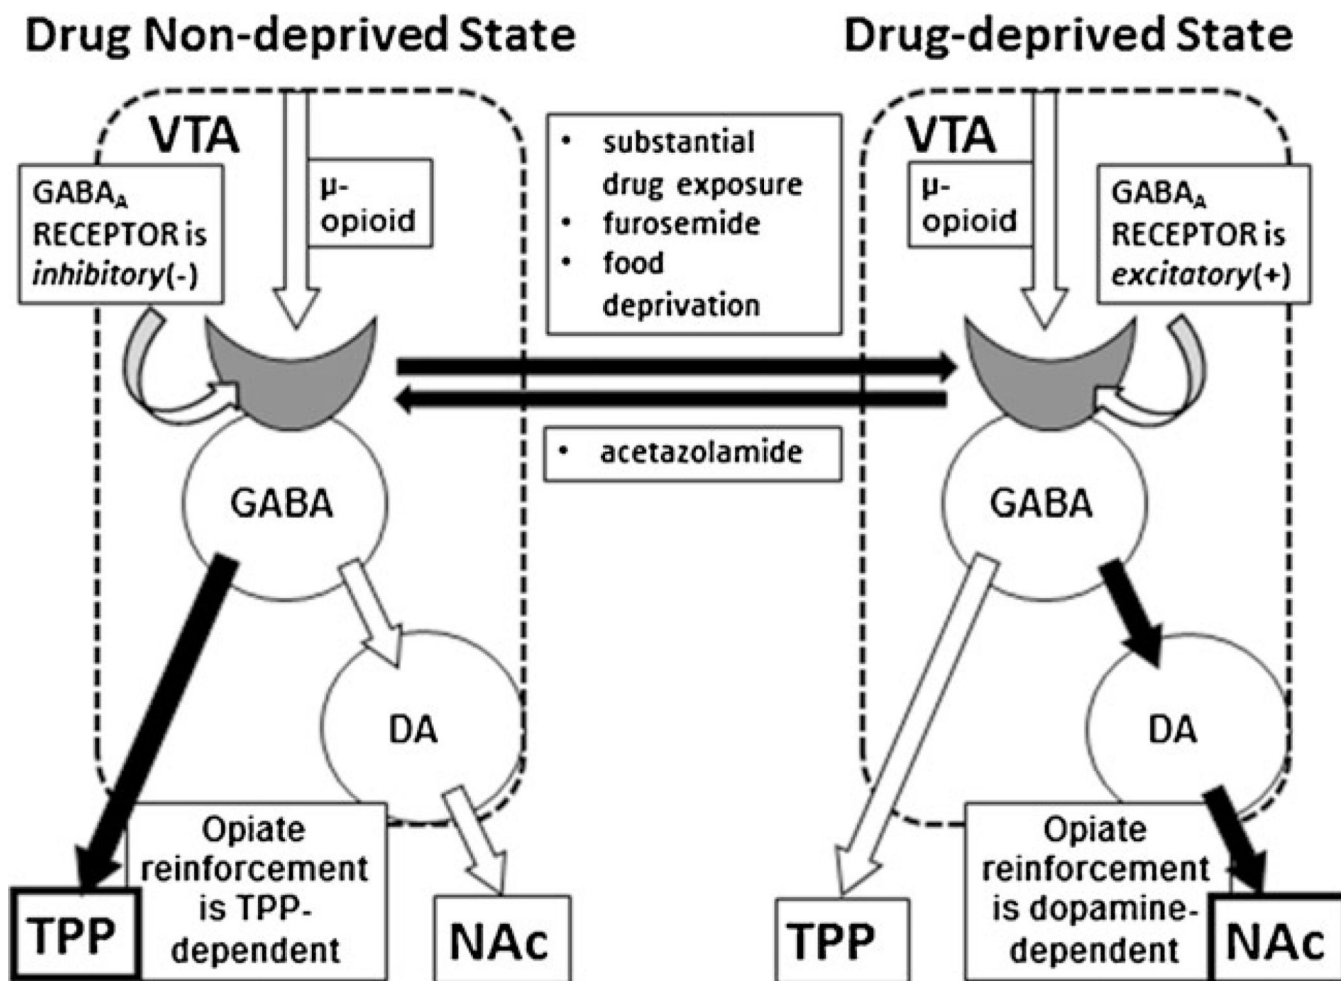 Drug Non-deprived State
Drug-deprived State
VTA
GABAA
RECEPTOR is
inhibitory(-)
μ-
opioid
• substantial
drug exposure
• furosemide
• food
deprivation
• acetazolamide
VTA
μ-
opioid
GABAA
RECEPTOR is
excitatory(+)
GABA
DA
Opiate
reinforcement
is TPP-
dependent
TPP
NAc
GABA
DA
TPP
Opiate
reinforcement
is dopamine-
dependent
NAc